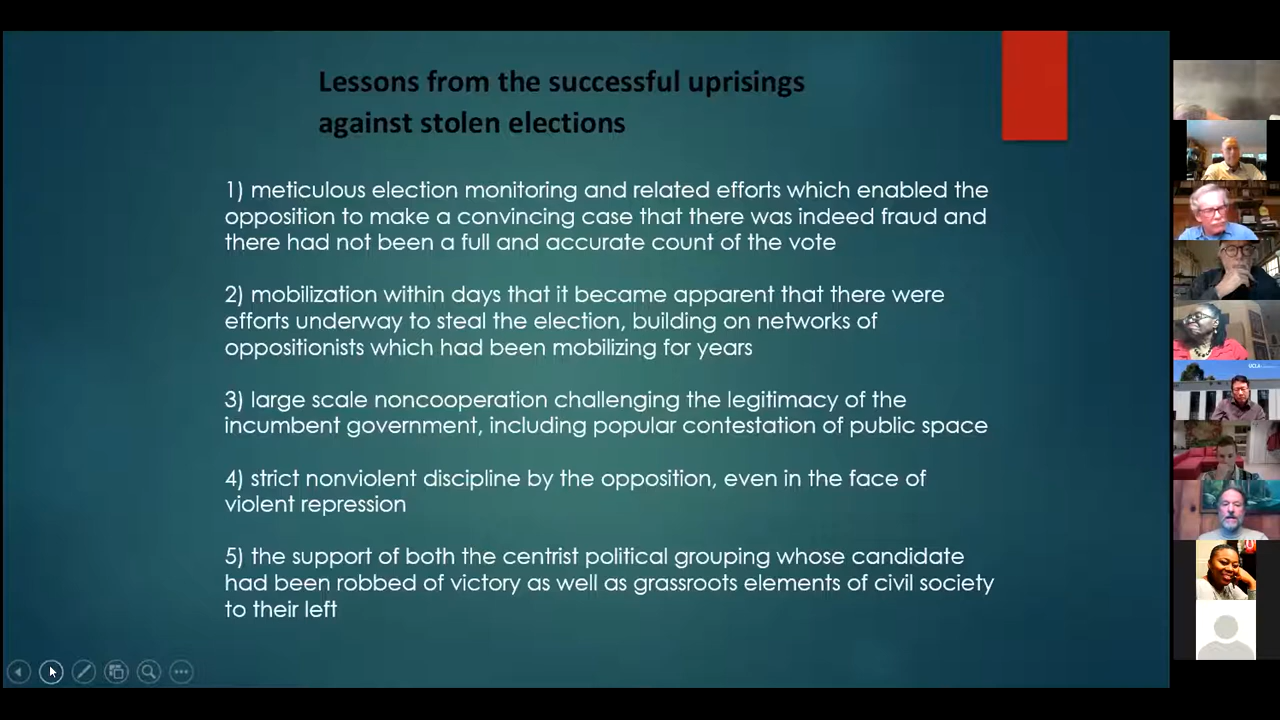 Lessons from the successful uprisings
against stolen elections
1) meticulous election monitoring and related efforts which enabled the
opposition to make a convincing case that there was indeed fraud and
there had not been a full and accurate count of the vote
2) mobilization within days that it became apparent that there were
efforts underway to steal the election, building on networks of
oppositionists which had been mobilizing for years
3) large scale noncooperation challenging the legitimacy of the
incumbent government, including popular contestation of public space
4) strict nonviolent discipline by the opposition, even in the face of
violent repression
5) the support of both the centrist political grouping whose candidate
had been robbed of victory as well as grassroots elements of civil society
to their left
UCLA